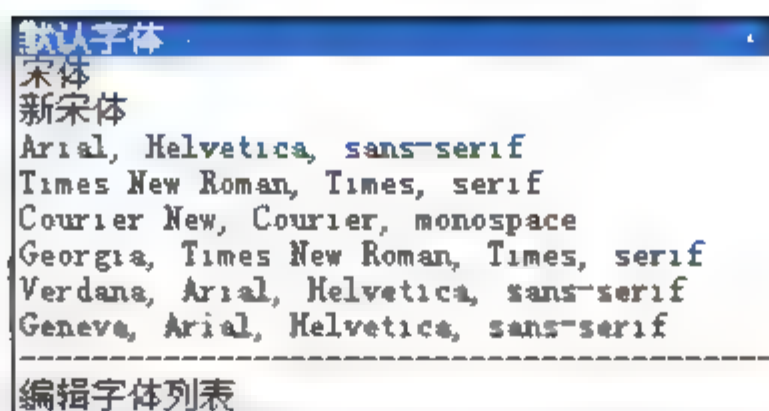 默认字体
宋体
新宋体
Arial, Helvetica, sans-serif
Times New Roman, Times, serif
Courier New, Courier, monospace
Georgia, Times New Roman, Times, serif
Verdana, Arial, Helvetica, sans-serif
Geneva, Arial, Helvetica, sans-serif
编辑字体列表